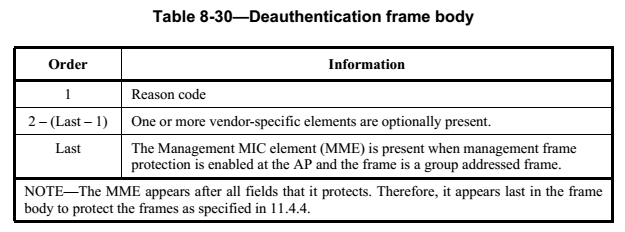 Table 8-30—Deauthentication frame body
Order Information
1 Reason code
2 – (Last – 1) One or more vendor-specific elements are optionally present.
Last The Management MIC element (MME) is present when management frame
protection is enabled at the AP and the frame is a group addressed frame.
NOTE—The MME appears after all fields that it protects. Therefore, it appears last in the frame
body to protect the frames as specified in 11.4.4.